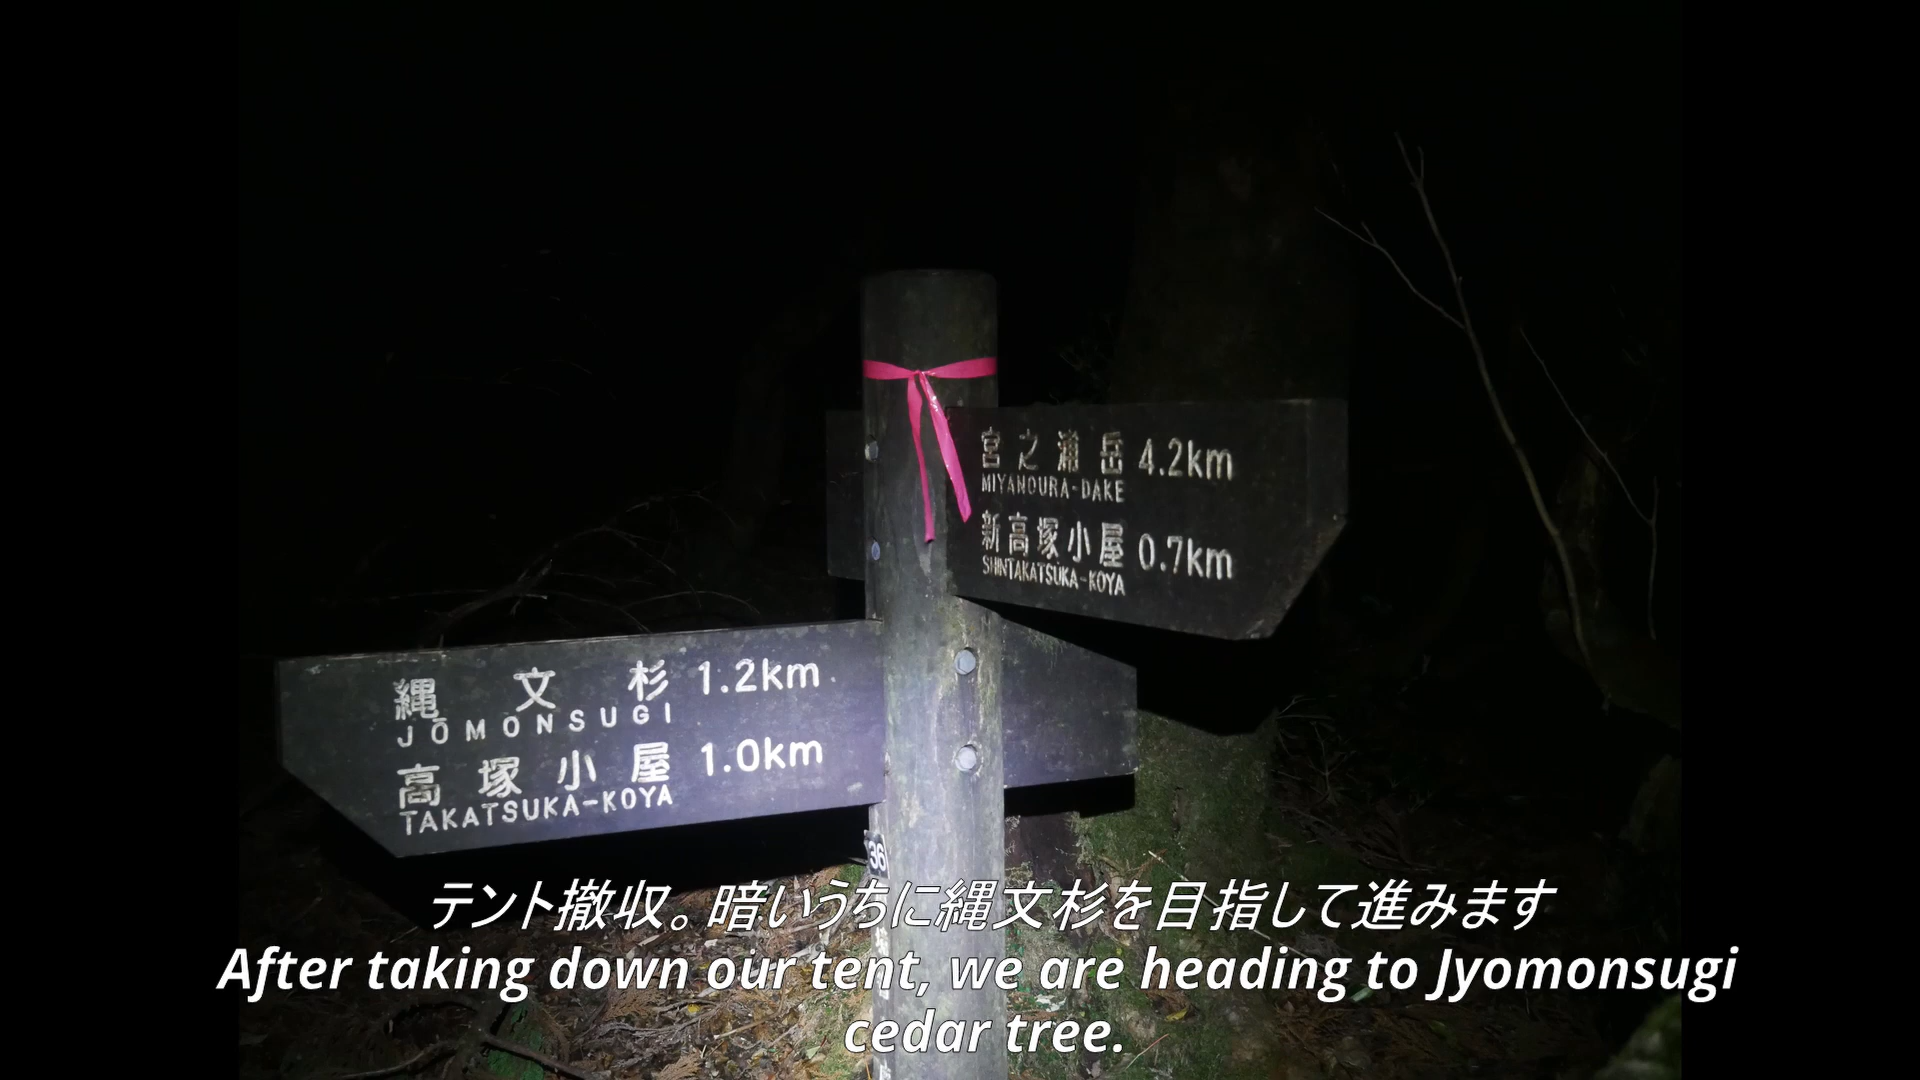 宮之浦岳 4.2km
MIYANOURA-DAKE
新高塚小屋 0.7km
SHINTAKATSUKA-KOYA
縄文杉 1.2km
JŌMONSUGI
高塚小屋 1.0km
TAKATSUKA-KOYA
36
テント撤収。暗いうちに縄文杉を目指して進みます
After taking down our tent, we are heading to Jyomonsugi
cedar tree.